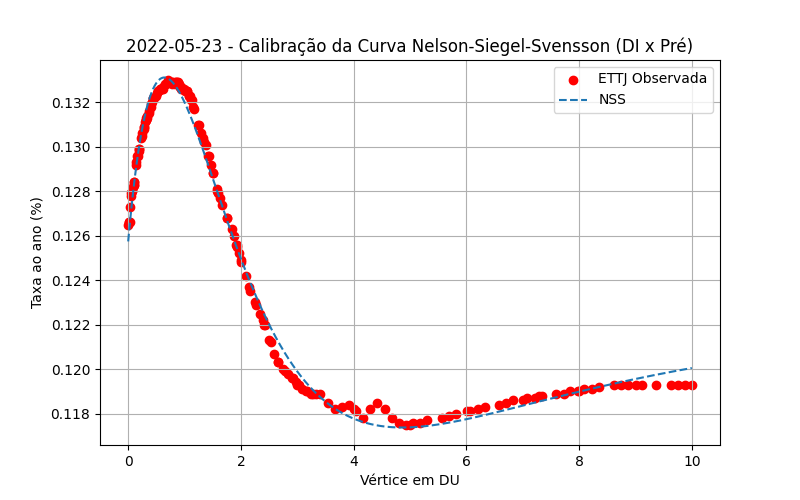 2022-05-23 - Calibração da Curva Nelson-Siegel-Svensson (DI x Pré)
ETTJ Observada
NSS
Taxa ao ano (%)
0.132
0.130
0.128
0.126
0.124
0.122
0.120
0.118
0 2 4 6 8 10
Vértice em DU